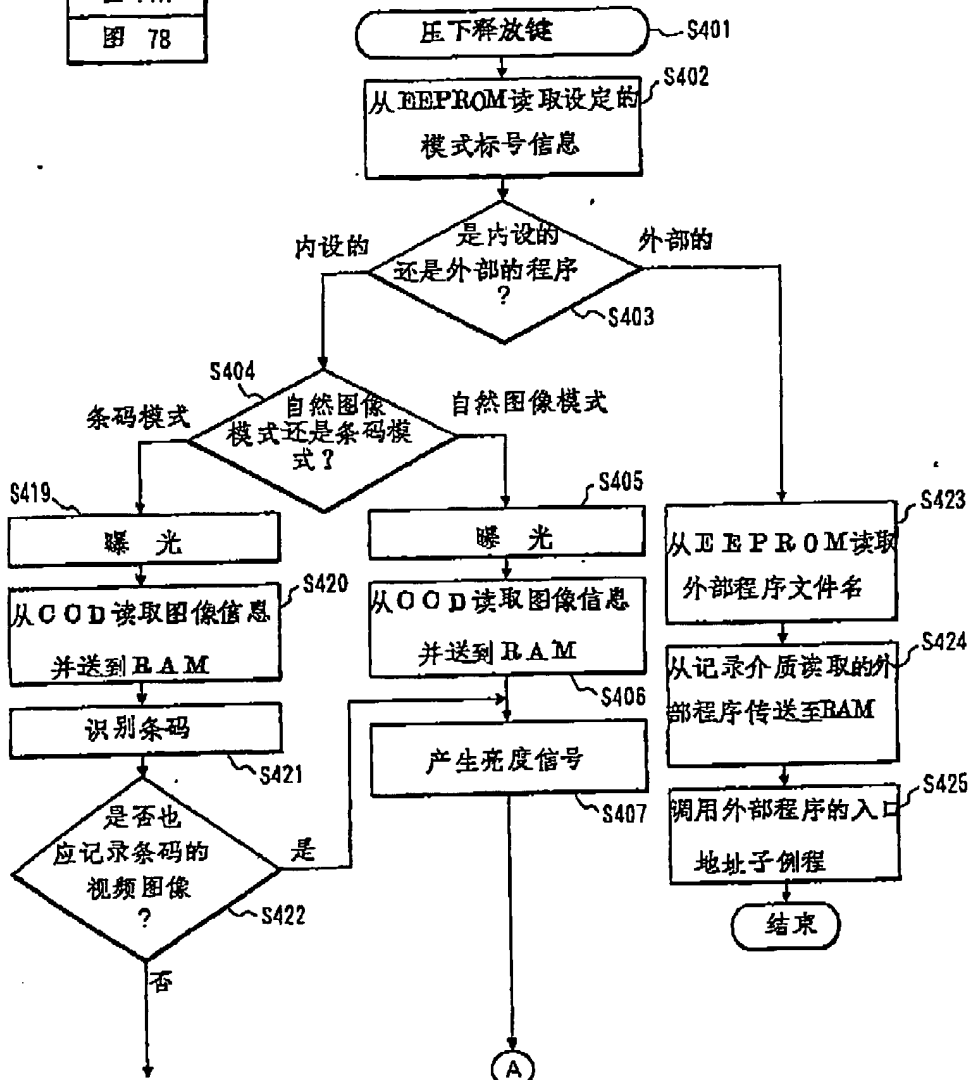 图 78
压下释放键
S401
S402
从EEPROM读取设定的
模式标号信息
内设的
是内设的
还是外部的程序
?
外部的
S403
S404
条码模式
自然图像
模式还是条码模
式?
自然图像模式
S419
曝 光
S405
曝 光
S423
从EEPROM读取
外部程序文件名
S420
从CCD读取图像信息
并送到RAM
从CCD读取图像信息
并送到RAM
S406
S424
从记录介质读取的外
部程序传送至RAM
识别条码
S421
产生亮度信号
S407
S425
调用外部程序的入口
地址子例程
是否也
应记录条码的
视频图像
?
是
S422
结束
否
A